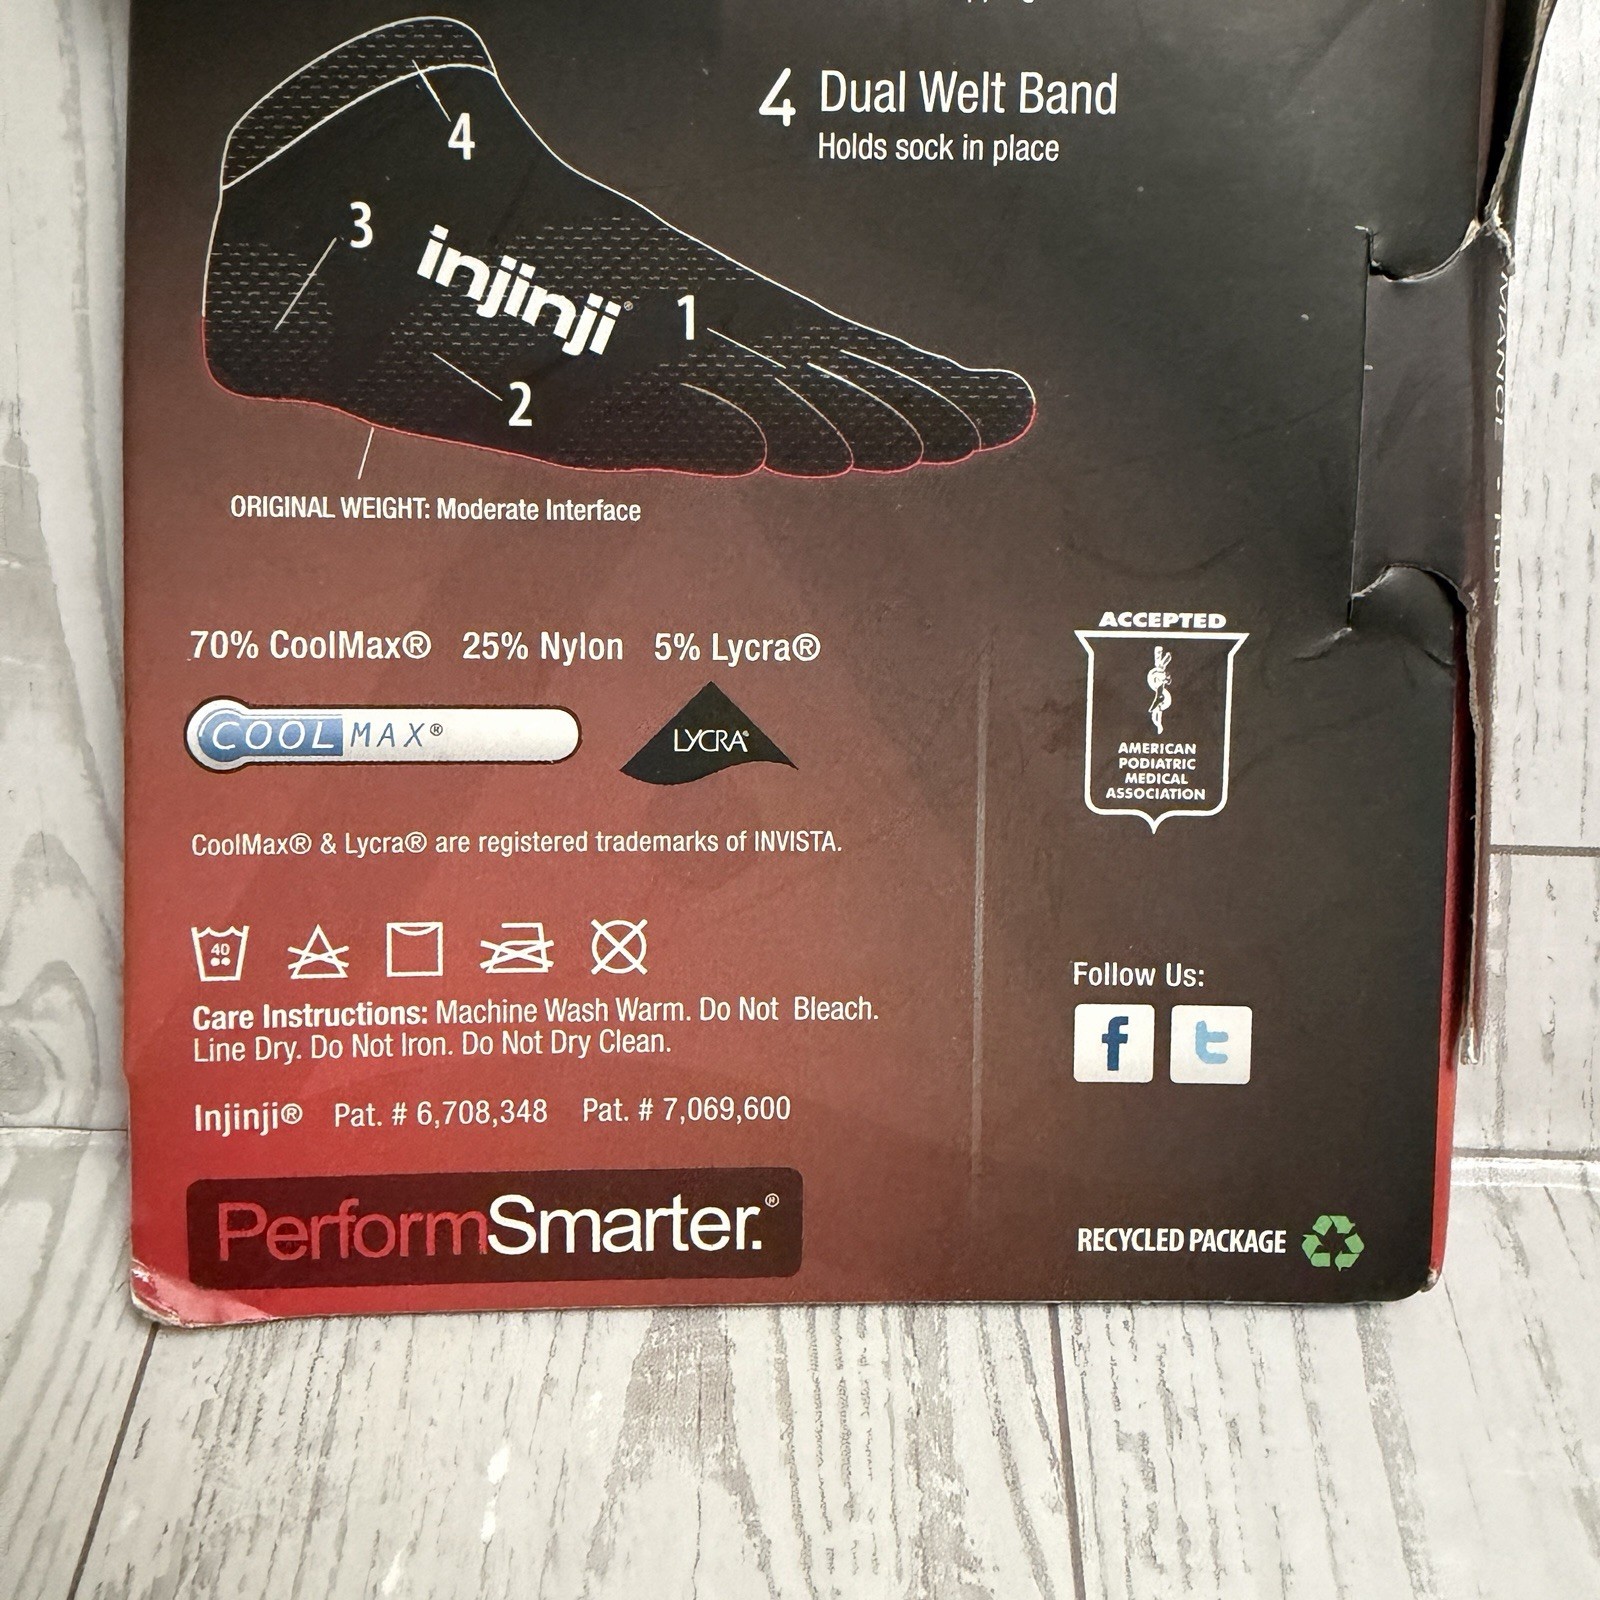 4 Dual Welt Band
Holds sock in place
4
3
injinji®
1
2
ORIGINAL WEIGHT: Moderate Interface
70% CoolMax® 25% Nylon 5% Lycra®
COOLMAX®
LYCRA®
ACCEPTED
AMERICAN
PODIATRIC
MEDICAL
ASSOCIATION
CoolMax® & Lycra® are registered trademarks of INVISTA.
40
Care Instructions: Machine Wash Warm. Do Not Bleach.
Line Dry. Do Not Iron. Do Not Dry Clean.
Follow Us:
f t
Injinji® Pat. # 6,708,348 Pat. # 7,069,600
PerformSmarter.®
RECYCLED PACKAGE